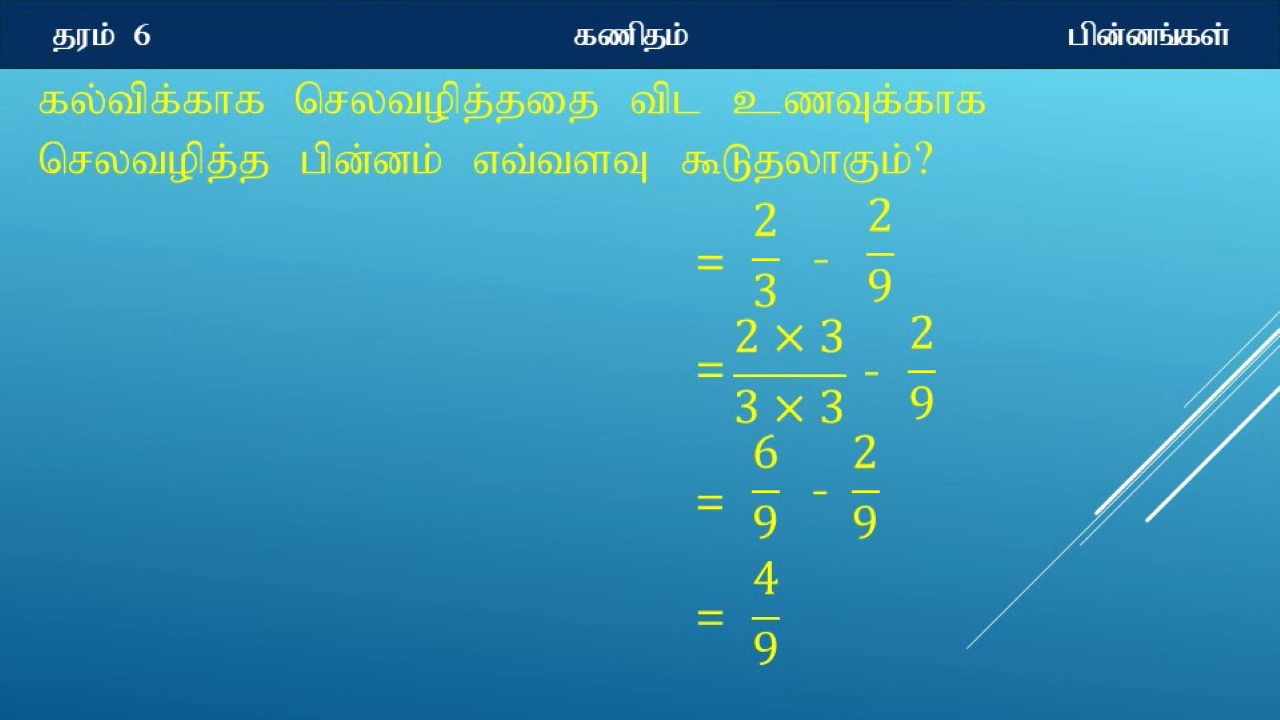 தரம் 6 கணிதம் பின்னங்கள்
கல்விக்காக செலவழித்ததை விட உணவுக்காக
செலவழித்த பின்னம் எவ்வளவு கூடுதலாகும்?
= 2/3 - 2/9
= 2 × 3/3 × 3 - 2/9
= 6/9 - 2/9
= 4/9